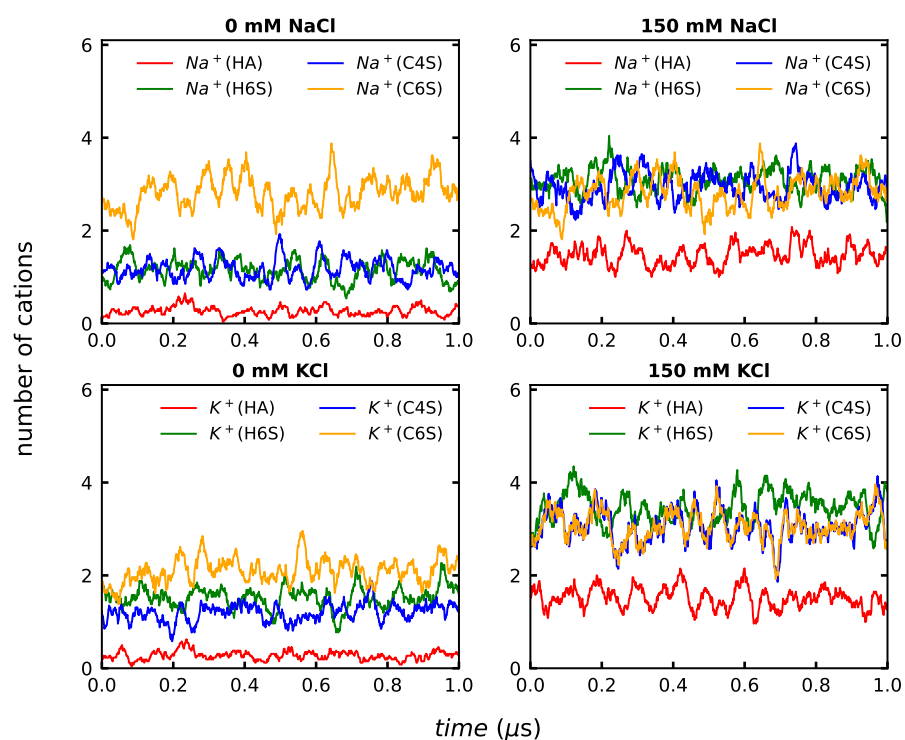 0 mM NaCl
Na+(HA) Na+(C4S)
Na+(H6S) Na+(C6S)
6
4
2
0
0.0 0.2 0.4 0.6 0.8 1.0
150 mM NaCl
Na+(HA) Na+(C4S)
Na+(H6S) Na+(C6S)
6
4
2
0
0.0 0.2 0.4 0.6 0.8 1.0
number of cations
0 mM KCl
K+(HA) K+(C4S)
K+(H6S) K+(C6S)
6
4
2
0
0.0 0.2 0.4 0.6 0.8 1.0
150 mM KCl
K+(HA) K+(C4S)
K+(H6S) K+(C6S)
6
4
2
0
0.0 0.2 0.4 0.6 0.8 1.0
time (μs)